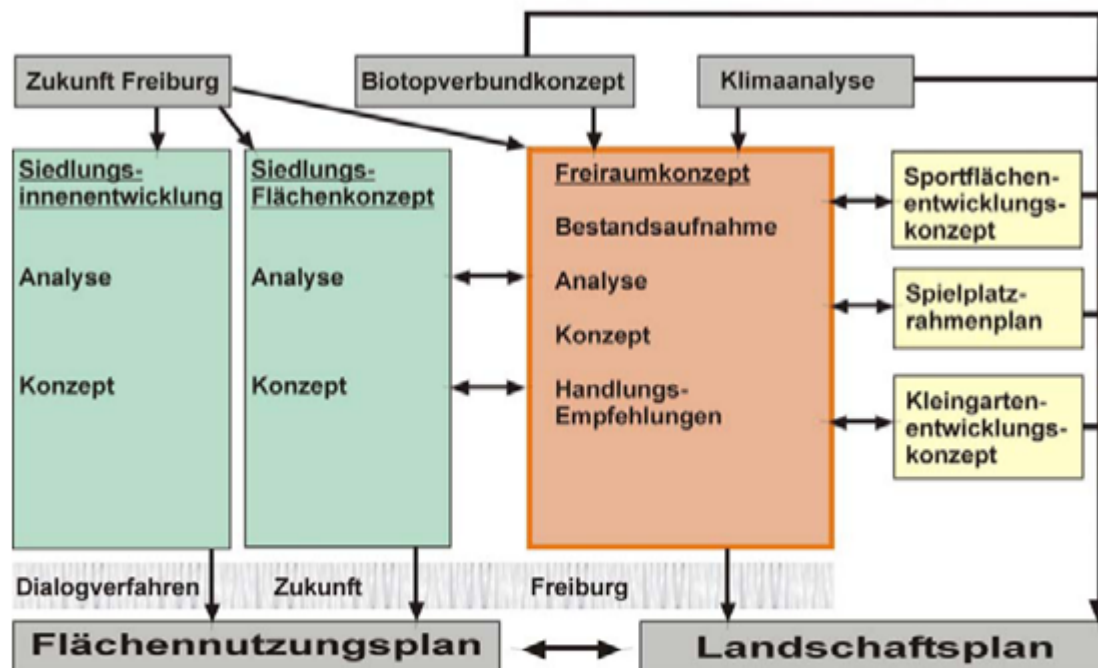 Zukunft Freiburg
Biotopverbundkonzept
Klimaanalyse
Siedlungs-
innenentwicklung
Analyse
Konzept
Siedlungs-
Flächenkonzept
Analyse
Konzept
Freiraumkonzept
Bestandsaufnahme
Analyse
Konzept
Handlungs-
Empfehlungen
Sportflächen-
entwicklungs-
konzept
Spielplatz-
rahmenplan
Kleingarten-
entwicklungs-
konzept
Dialogverfahren Zukunft Freiburg
Flächennutzungsplan
Landschaftsplan